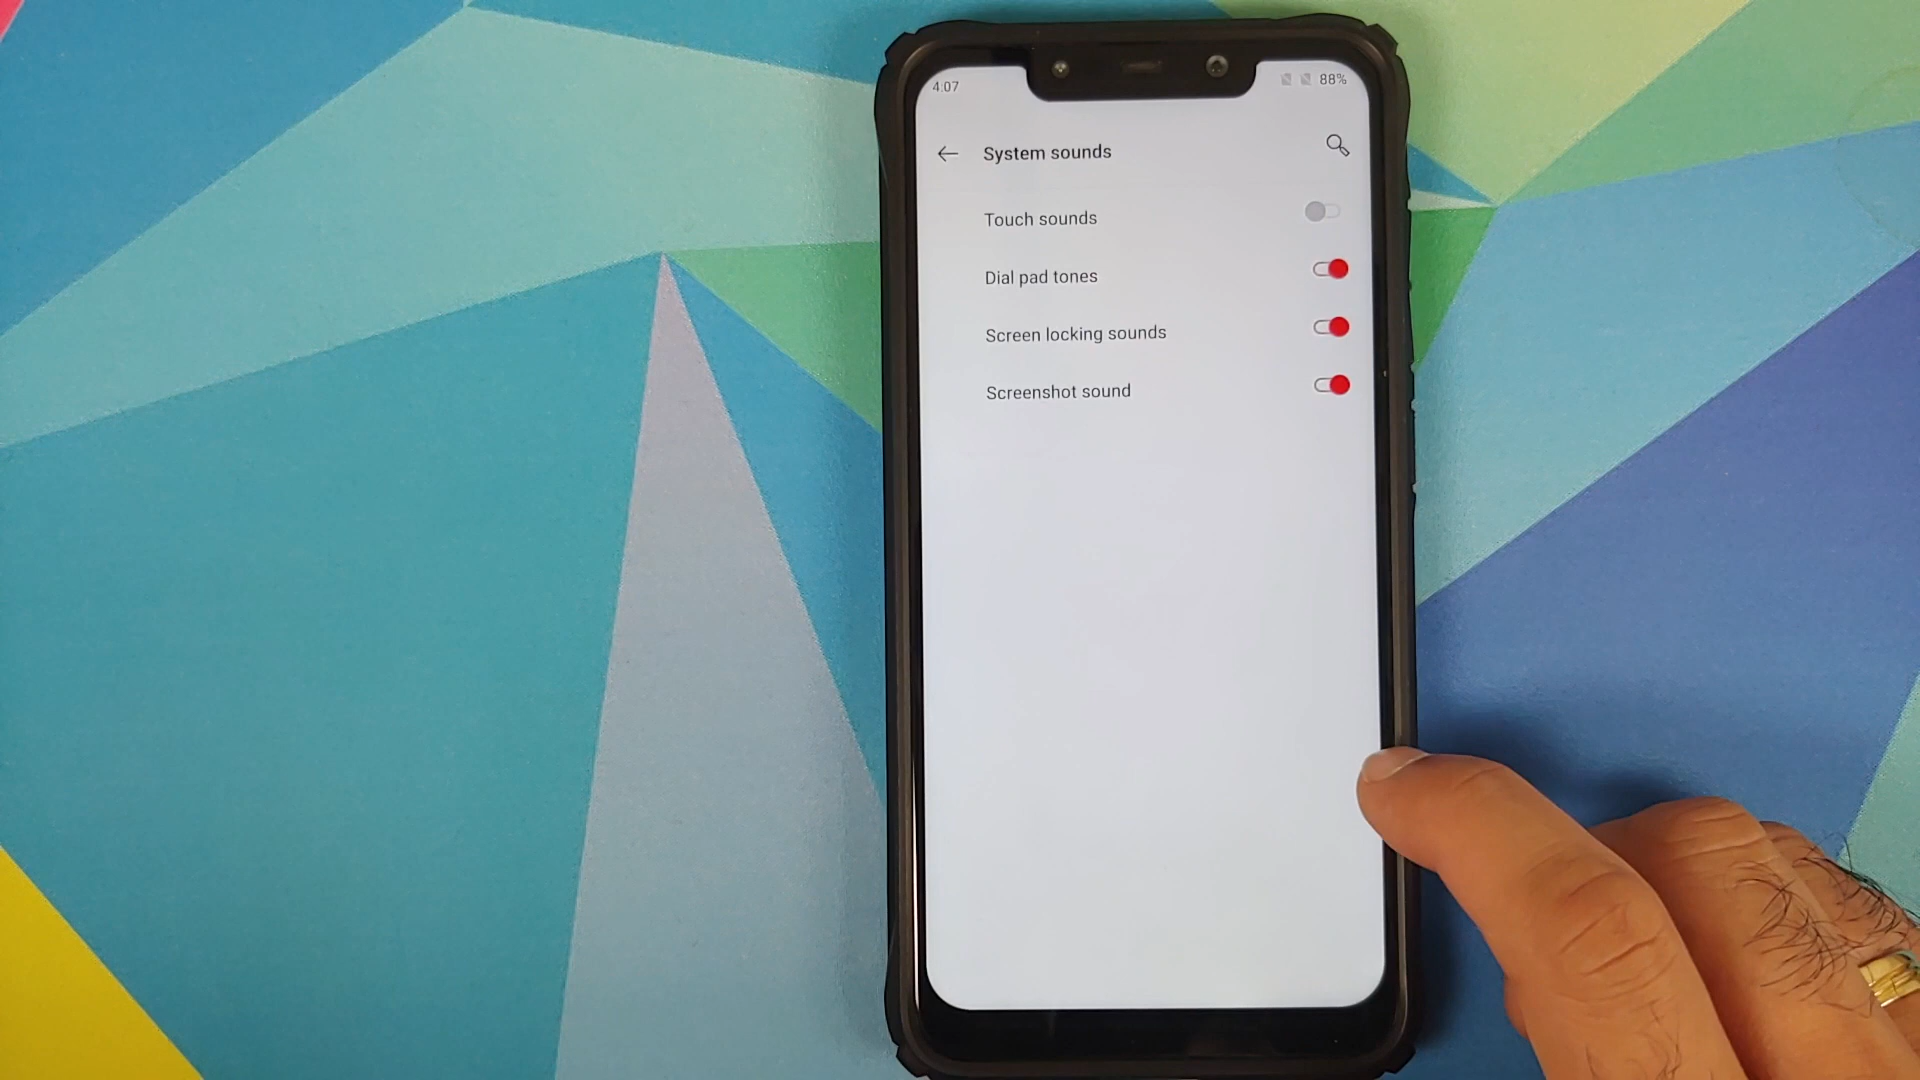 4:07
88%
System sounds
Touch sounds
Dial pad tones
Screen locking sounds
Screenshot sound